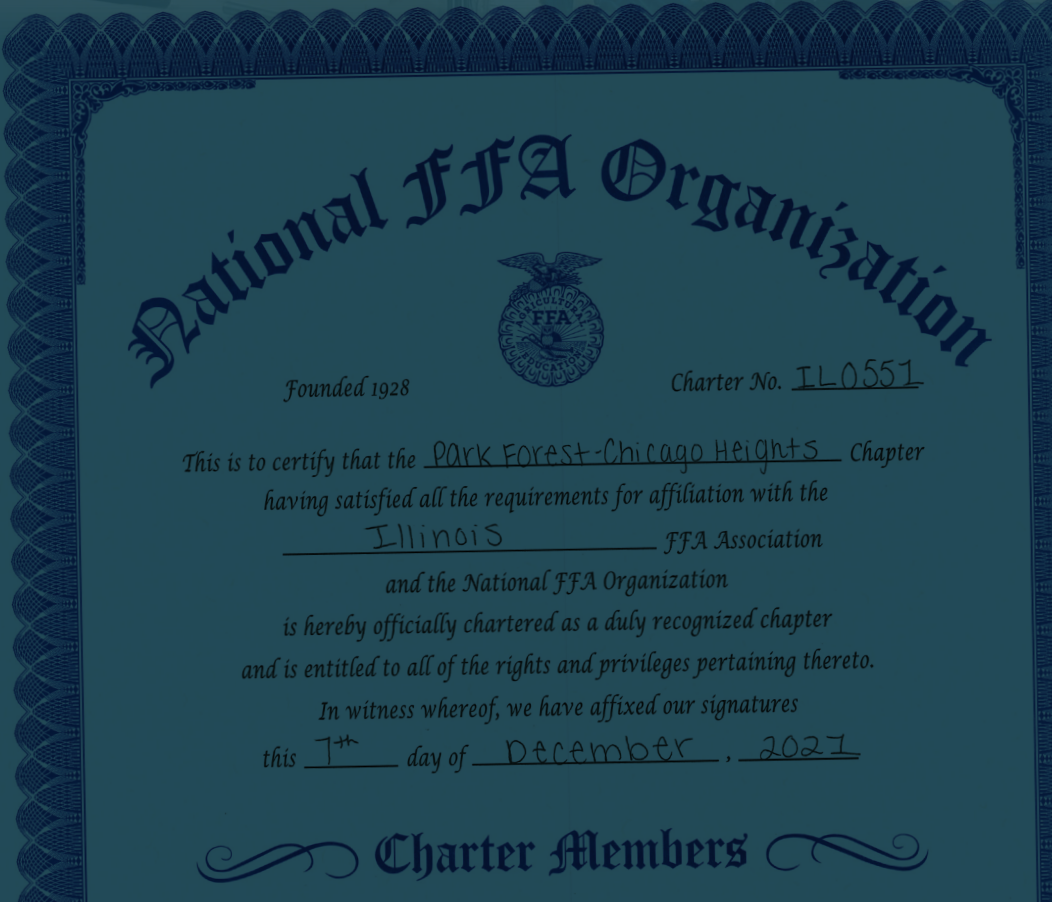 National FFA Organization
AGRICULTURAL
FFA
EDUCATION
Founded 1928
Charter No. IL0551
This is to certify that the Park Forest-Chicago Heights Chapter
having satisfied all the requirements for affiliation with the
Illinois FFA Association
and the National FFA Organization
is hereby officially chartered as a duly recognized chapter
and is entitled to all of the rights and privileges pertaining thereto.
In witness whereof, we have affixed our signatures
this 7th day of December, 2021
Charter Members